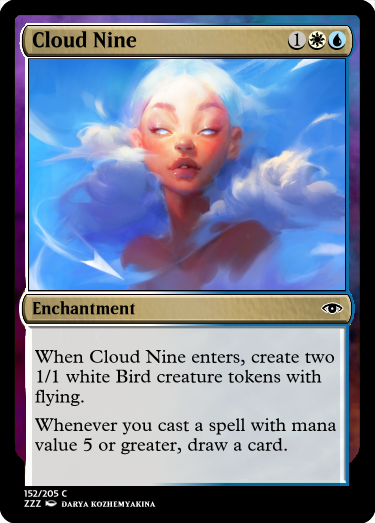 Cloud Nine 1
Enchantment
When Cloud Nine enters, create two
1/1 white Bird creature tokens with
flying.
Whenever you cast a spell with mana
value 5 or greater, draw a card.
152/205 C
ZZZ DARYA KOZHEMYAKINA